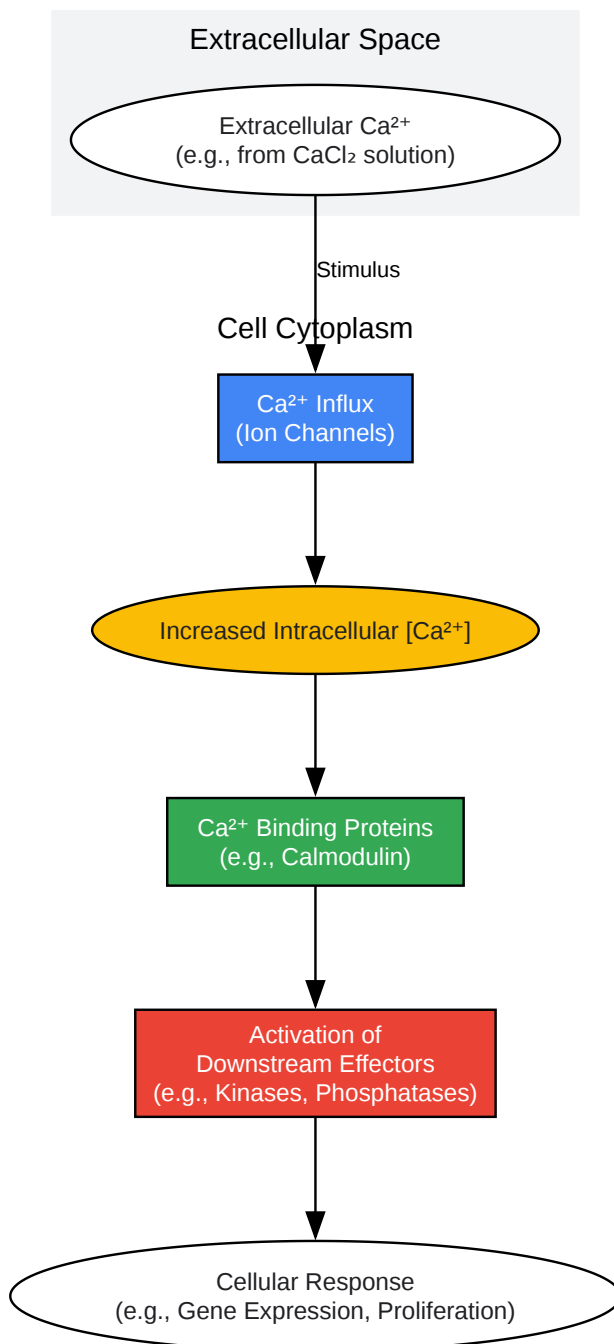 Extracellular Space
Extracellular Ca²⁺
(e.g., from CaCl₂ solution)
Stimulus
Cell Cytoplasm
Ca²⁺ Influx
(Ion Channels)
Increased Intracellular [Ca²⁺]
Ca²⁺ Binding Proteins
(e.g., Calmodulin)
Activation of
Downstream Effectors
(e.g., Kinases, Phosphatases)
Cellular Response
(e.g., Gene Expression, Proliferation)